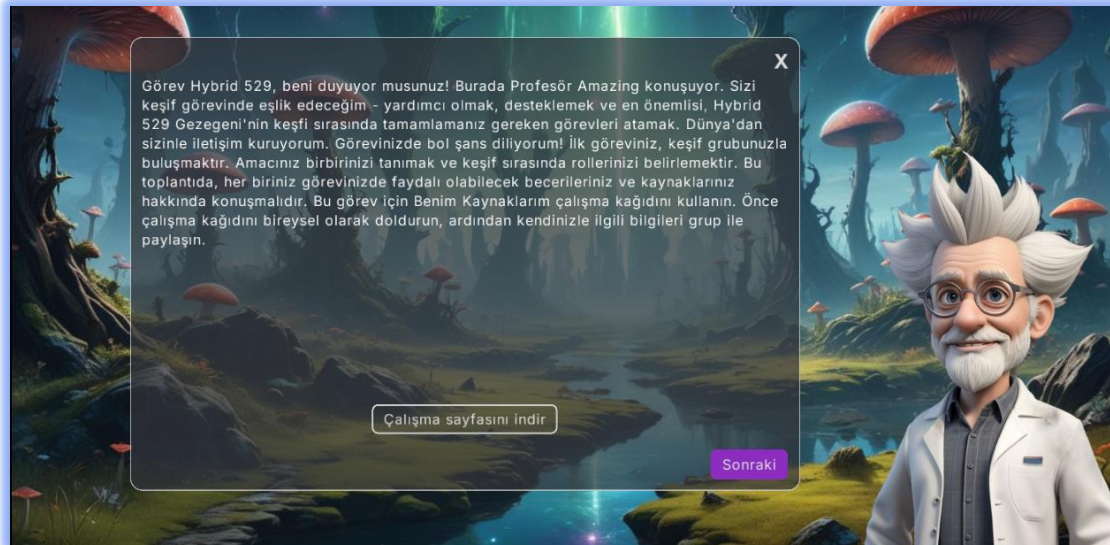 X
Görev Hybrid 529, beni duyuyor musunuz! Burada Profesör Amazing konuşuyor. Sizi
keşif görevinde eşlik edeceğim - yardımcı olmak, desteklemek ve en önemlisi, Hybrid
529 Gezegeni'nin keşfi sırasında tamamlamanız gereken görevleri atamak. Dünya'dan
sizinle iletişim kuruyorum. Görevinizde bol şans diliyorum! İlk göreviniz, keşif grubunuzla
buluşmaktır. Amacınız birbirinizi tanımak ve keşif sırasında rollerinizi belirlemektir. Bu
toplantıda, her biriniz görevinizde faydalı olabilecek becerileriniz ve kaynaklarınız
hakkında konuşmalıdır. Bu görev için Benim Kaynaklarım çalışma kağıdını kullanın. Önce
çalışma kağıdını bireysel olarak doldurun, ardından kendinizle ilgili bilgileri grup ile
paylaşın.
Çalışma sayfasını indir
Sonraki